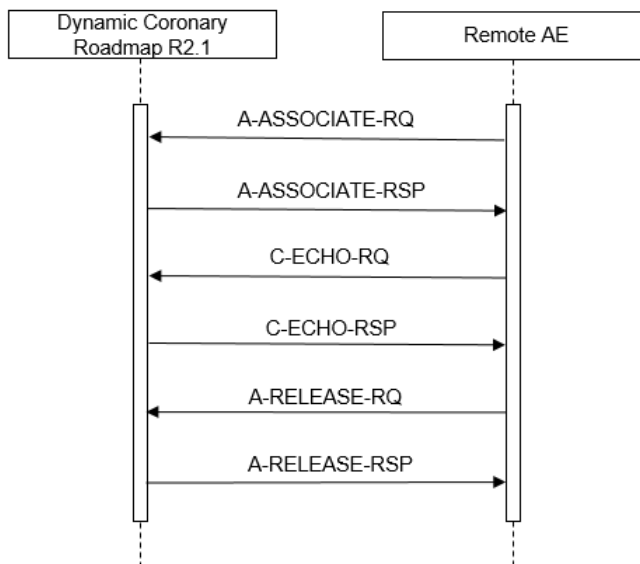 Dynamic Coronary
Roadmap R2.1
Remote AE
A-ASSOCIATE-RQ
A-ASSOCIATE-RSP
C-ECHO-RQ
C-ECHO-RSP
A-RELEASE-RQ
A-RELEASE-RSP